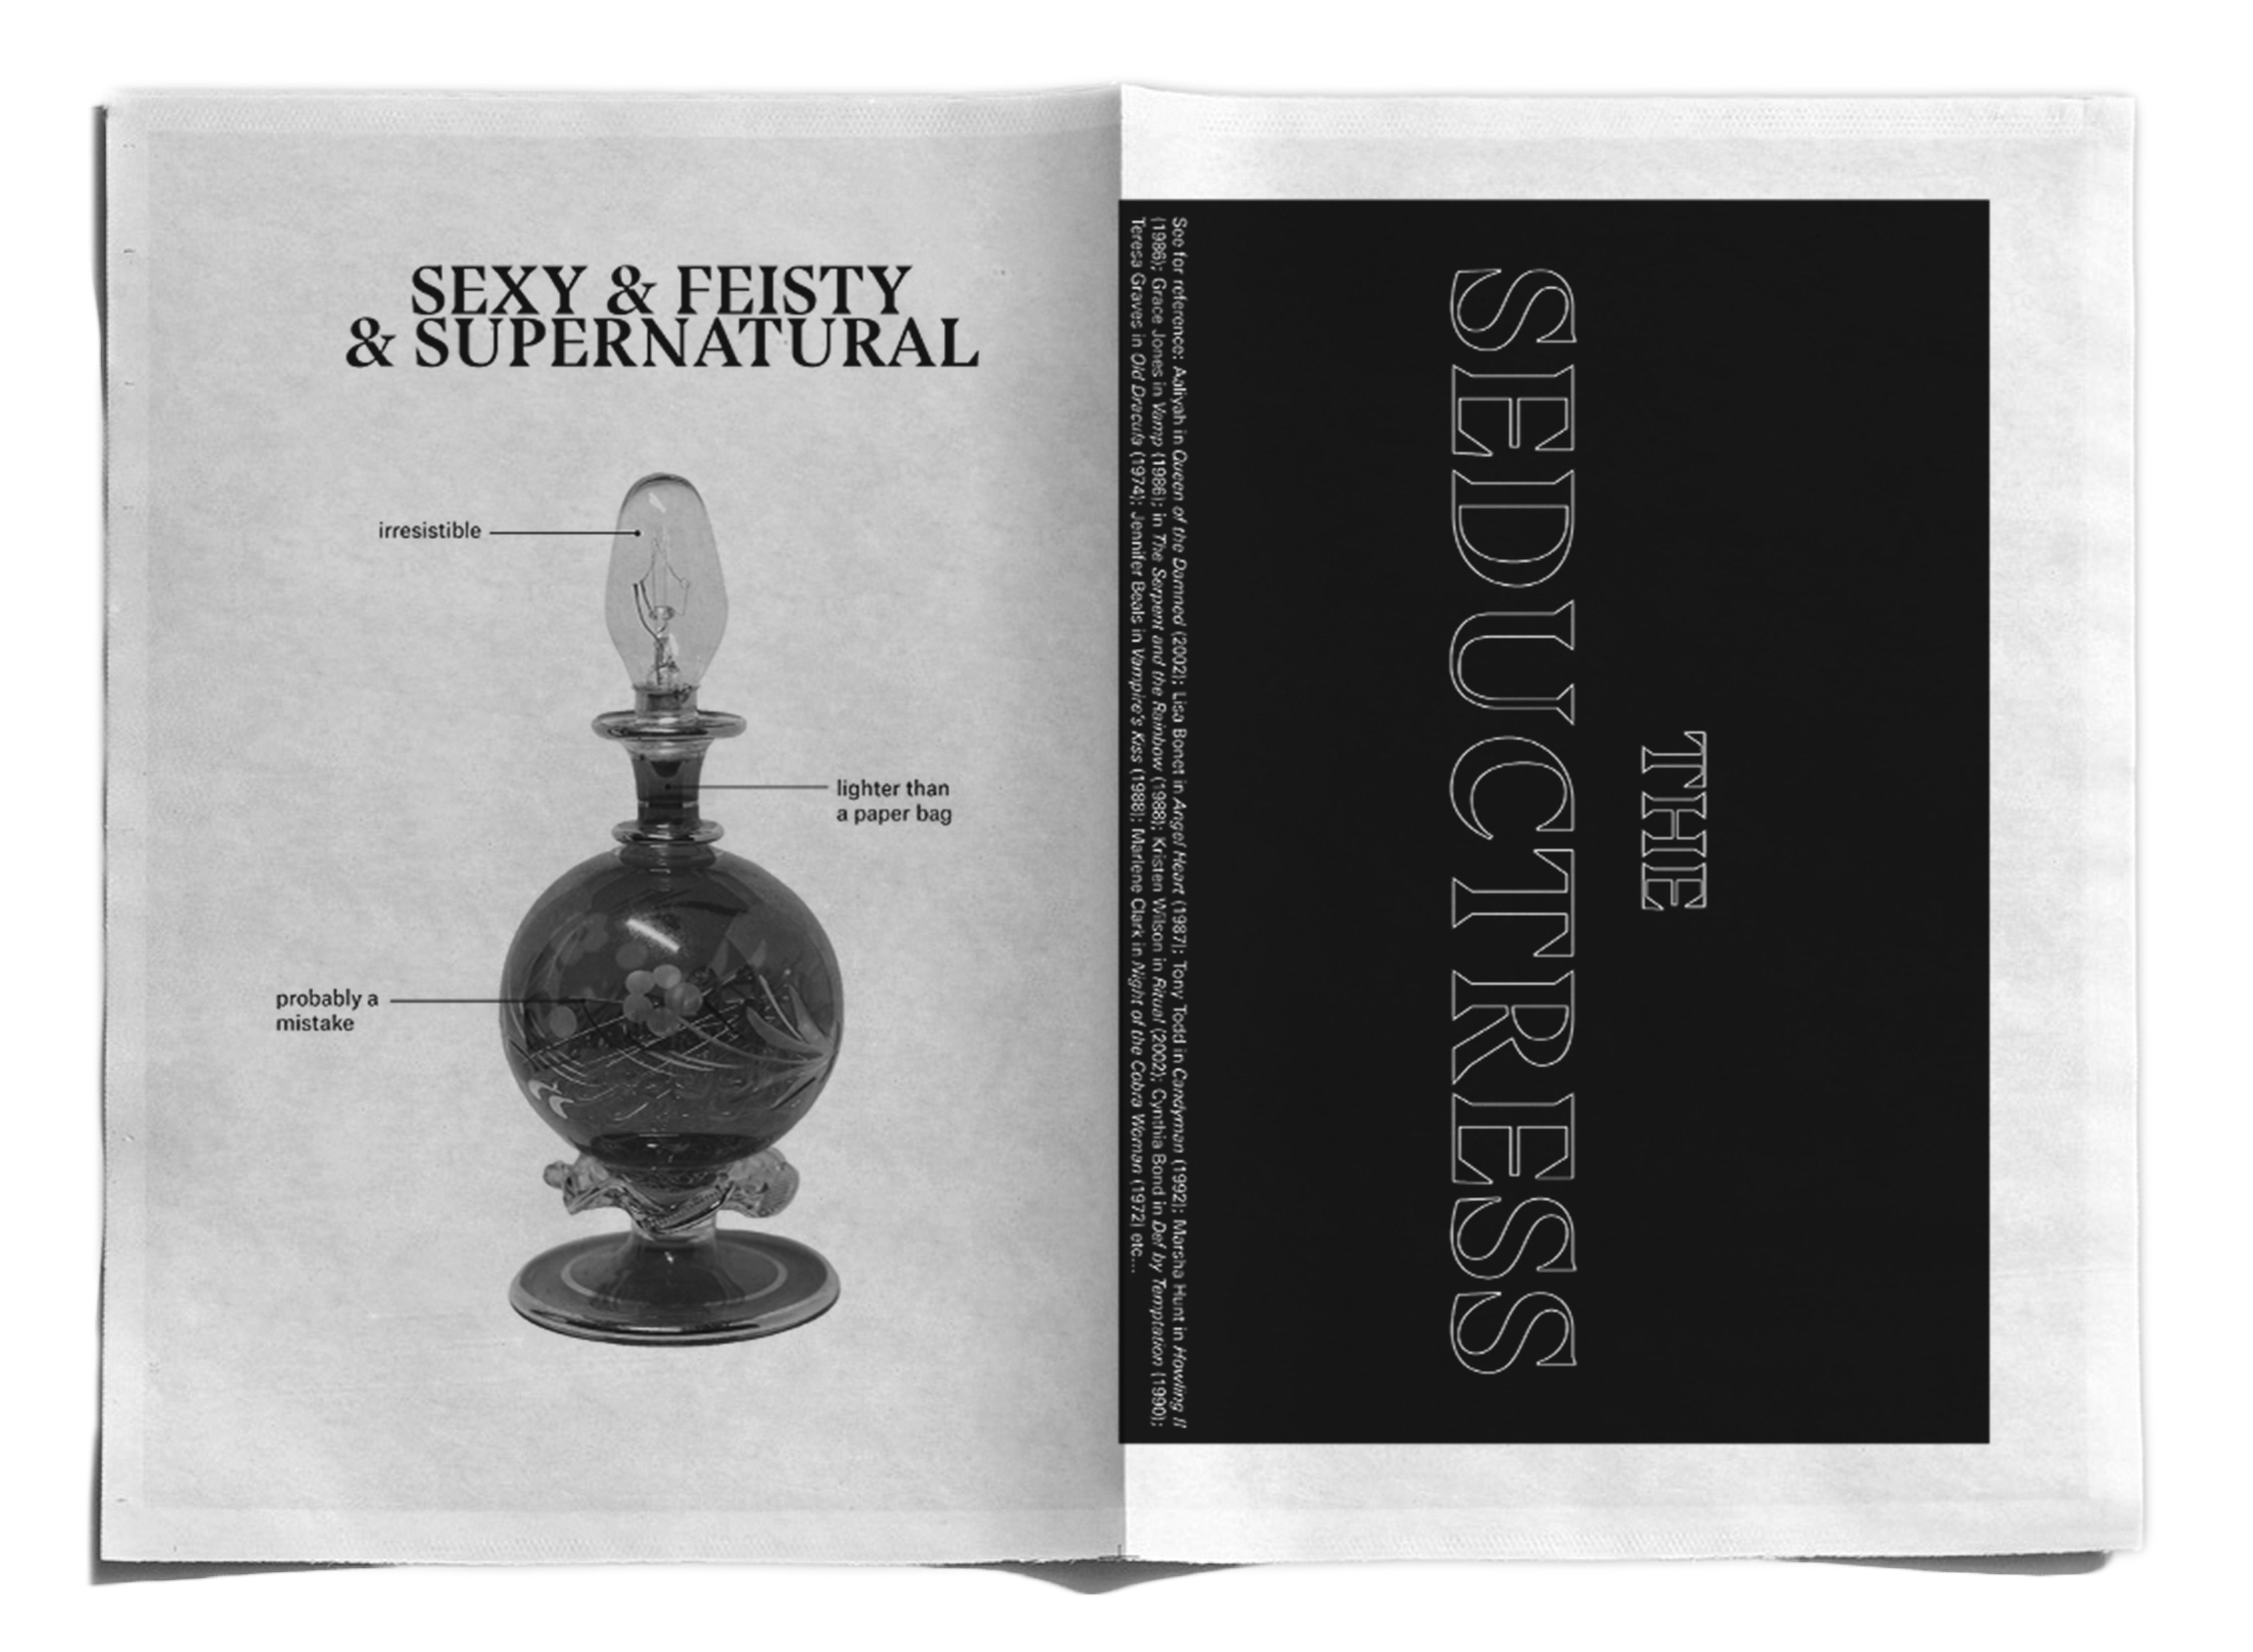 SEXY & FEISTY
& SUPERNATURAL
irresistible
lighter than
a paper bag
probably a
mistake
THE
SEDUCTRESS
See for reference: Aaliyah in Queen of the Damned (2002); Lisa Bonet in Angel Heart (1987); Tony Todd in Candyman (1992); Marsha Hunt in Howling II
(1986); Grace Jones in Vamp (1986); in The Serpent and the Rainbow (1988); Kristen Wilson in Ritual (2002); Cynthia Bond in Def by Temptation (1990);
Teresa Graves in Old Dracula (1974); Jennifer Beals in Vampire's Kiss (1988); Marlene Clark in Night of the Cobra Woman (1972) etc...